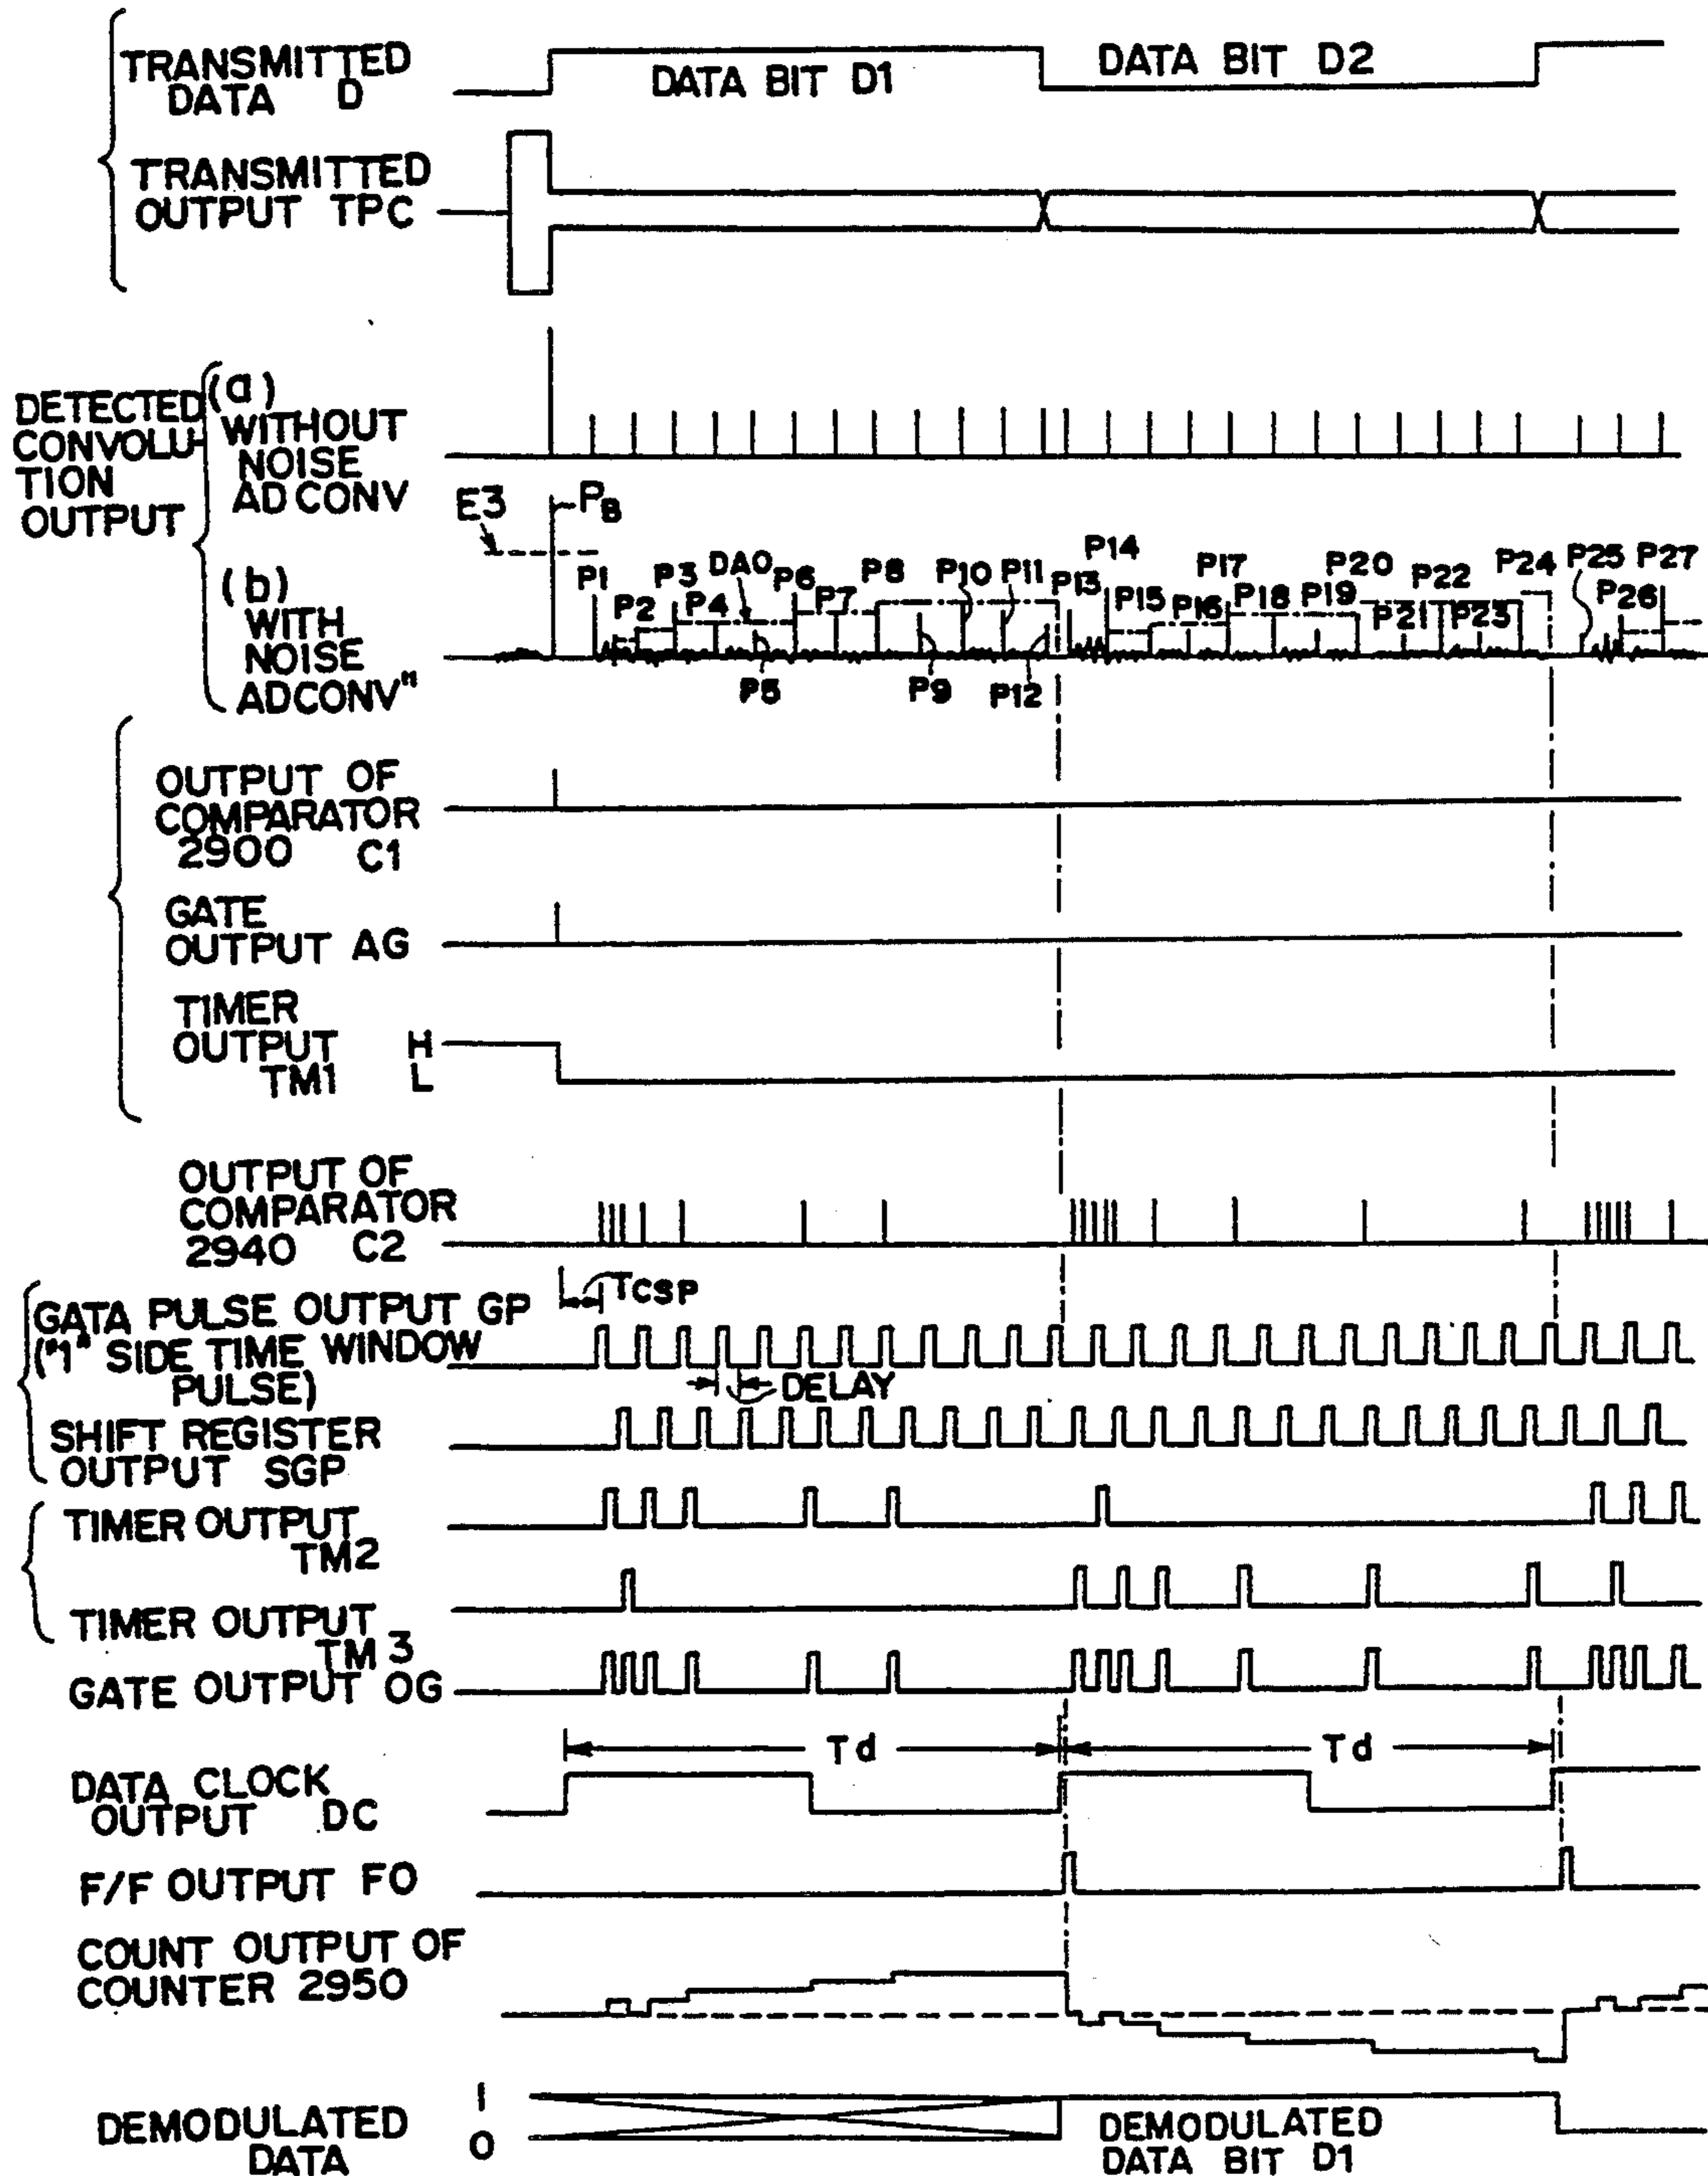 TRANSMITTED
DATA D
DATA BIT D1
DATA BIT D2
TRANSMITTED
OUTPUT TPC
DETECTED
CONVOLU-
TION
OUTPUT
(a)
WITHOUT
NOISE
AD CONV
E3
PB
(b)
WITH
NOISE
ADCONV"
P1
P2
P3
P4
DAO
P5
P6
P7
P8
P9
P10
P11
P12
P13
P14
P15
P16
P17
P18
P19
P20
P21
P22
P23
P24
P25
P26
P27
OUTPUT OF
COMPARATOR
2900 C1
GATE
OUTPUT AG
TIMER
OUTPUT H
TM1 L
OUTPUT OF
COMPARATOR
2940 C2
TCSP
GATA PULSE OUTPUT GP
("1" SIDE TIME WINDOW
PULSE)
DELAY
SHIFT REGISTER
OUTPUT SGP
TIMER OUTPUT
TM2
TIMER OUTPUT
TM3
GATE OUTPUT OG
Td
Td
DATA CLOCK
OUTPUT DC
F/F OUTPUT FO
COUNT OUTPUT OF
COUNTER 2950
DEMODULATED
DATA
1
0
DEMODULATED
DATA BIT D1